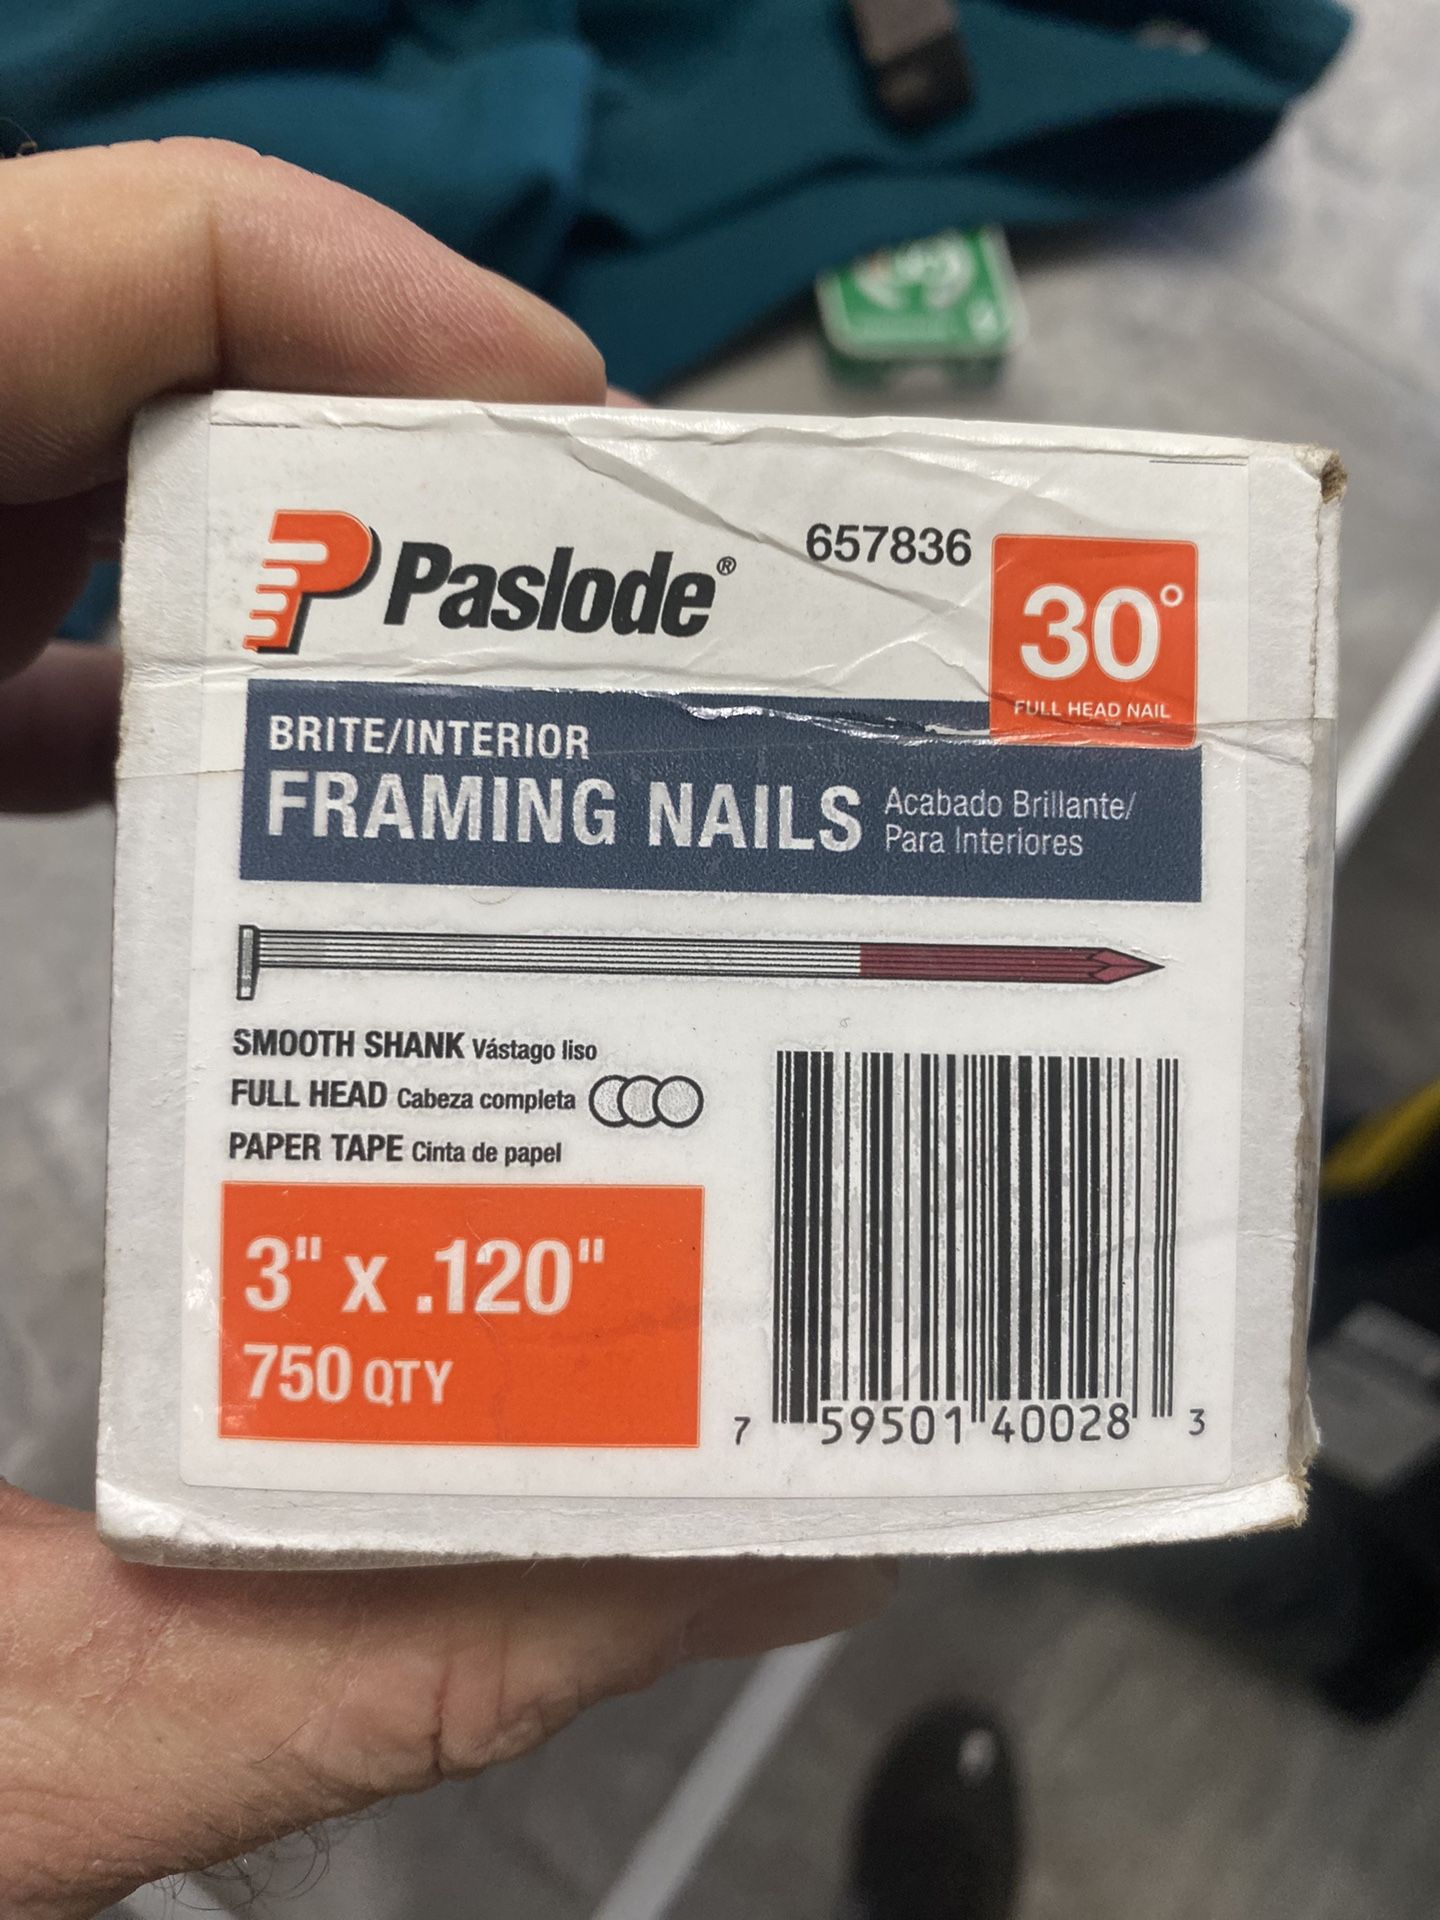 Paslode®
657836
30°
FULL HEAD NAIL
BRITE/INTERIOR
FRAMING NAILS
Acabado Brillante/
Para Interiores
SMOOTH SHANK Vástago liso
FULL HEAD Cabeza completa
PAPER TAPE Cinta de papel
3" x .120"
750 QTY
7 59501 40028 3